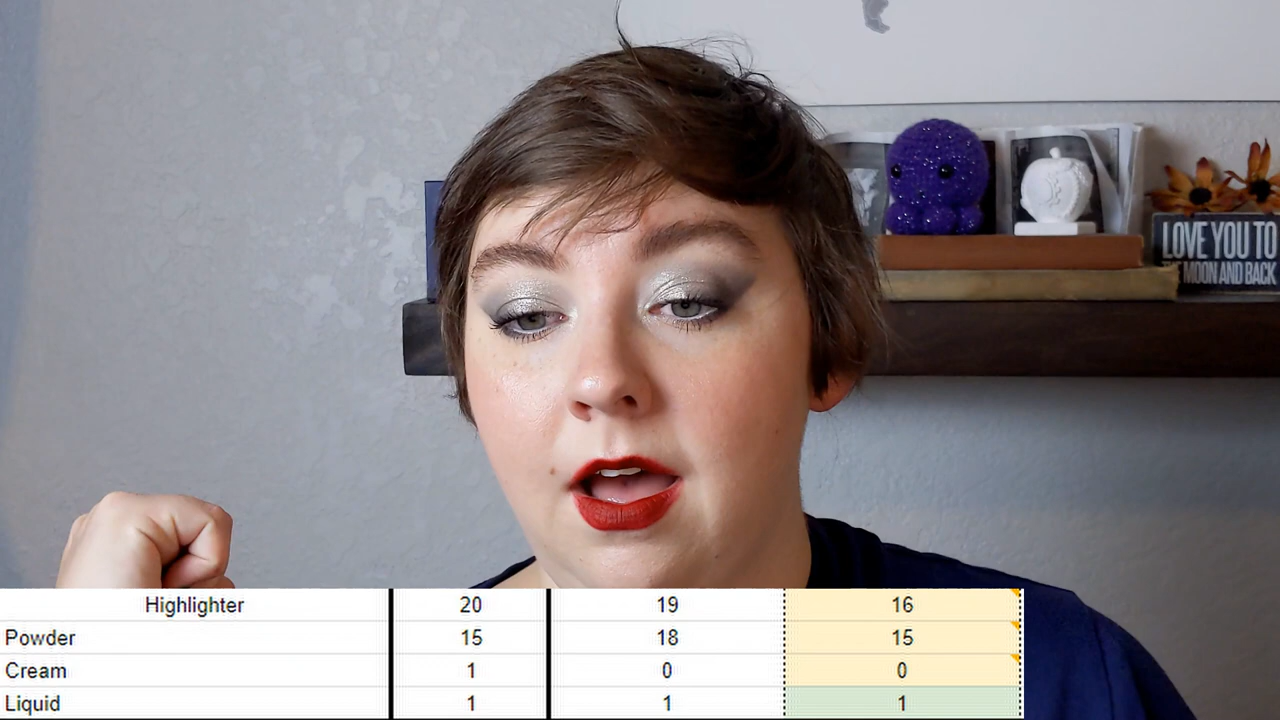 LOVE YOU TO
MOON AND BACK
Highlighter 20 19 16
Powder 15 18 15
Cream 1 0 0
Liquid 1 1 1